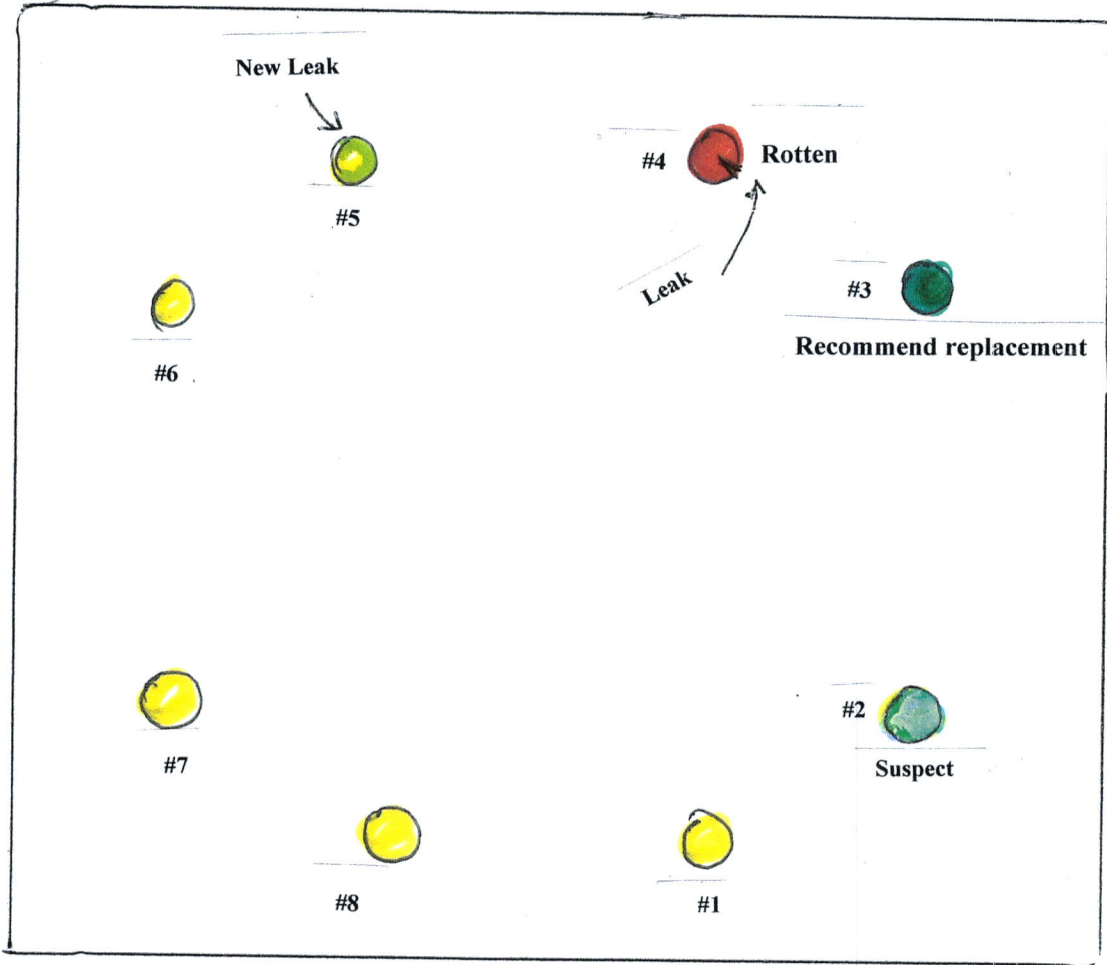 New Leak
#4 Rotten
#5
Leak
#3
Recommend replacement
#6
#2
Suspect
#7
#8
#1